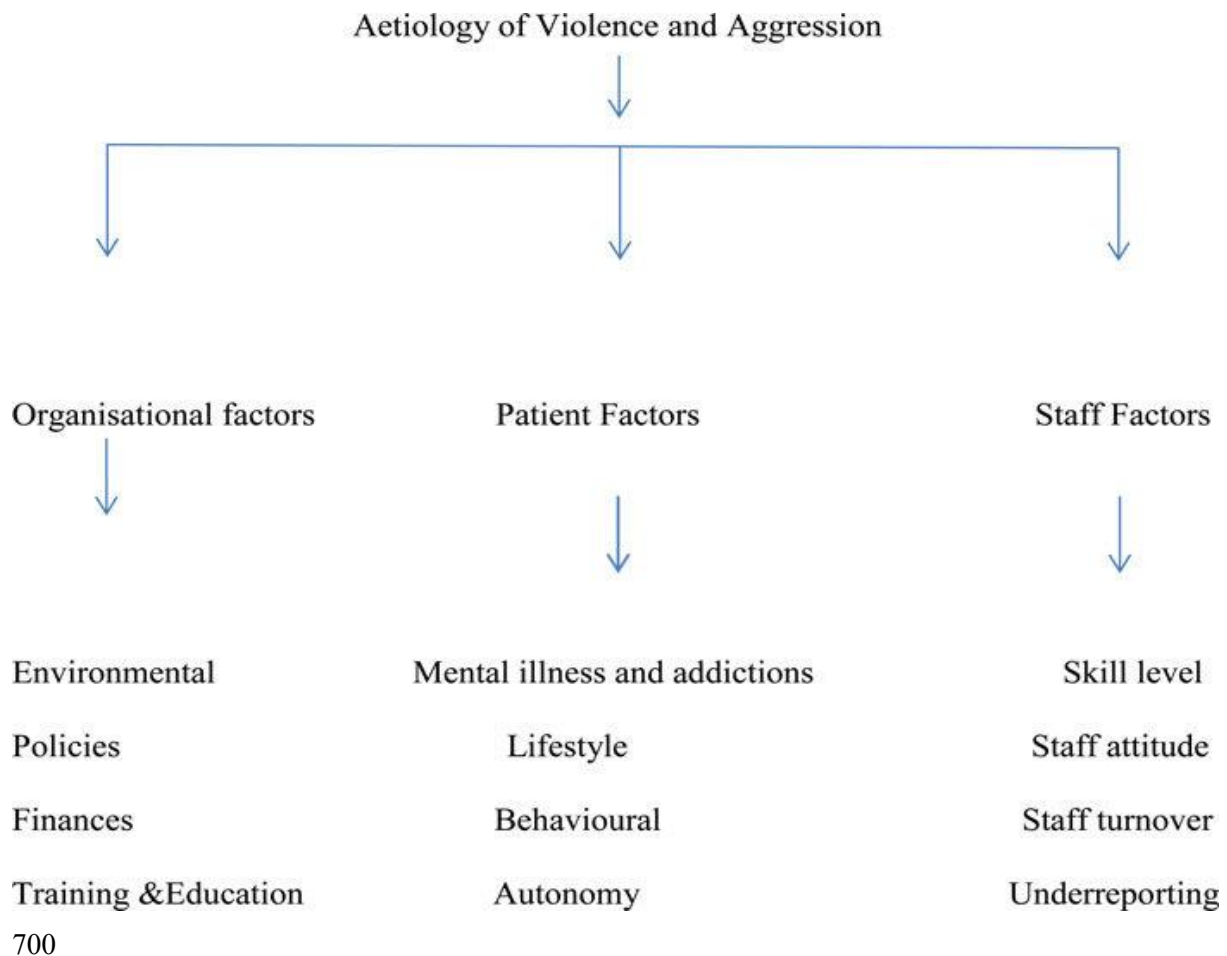 Aetiology of Violence and Aggression
Organisational factors Patient Factors Staff Factors
Environmental Mental illness and addictions Skill level
Policies Lifestyle Staff attitude
Finances Behavioural Staff turnover
Training &Education Autonomy Underreporting
700